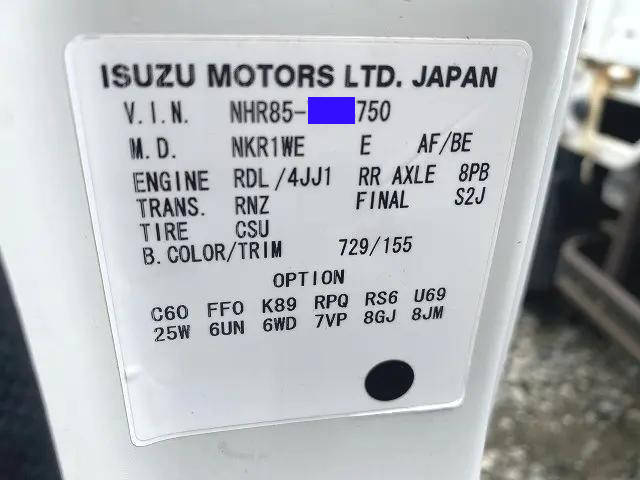 ISUZU MOTORS LTD. JAPAN
V.I.N. NHR85- 750
M.D. NKR1WE E AF/BE
ENGINE RDL/4JJ1 RR AXLE 8PB
TRANS. RNZ FINAL S2J
TIRE CSU
B.COLOR/TRIM 729/155
OPTION
C60 FF0 K89 RPQ RS6 U69
25W 6UN 6WD 7VP 8GJ 8JM